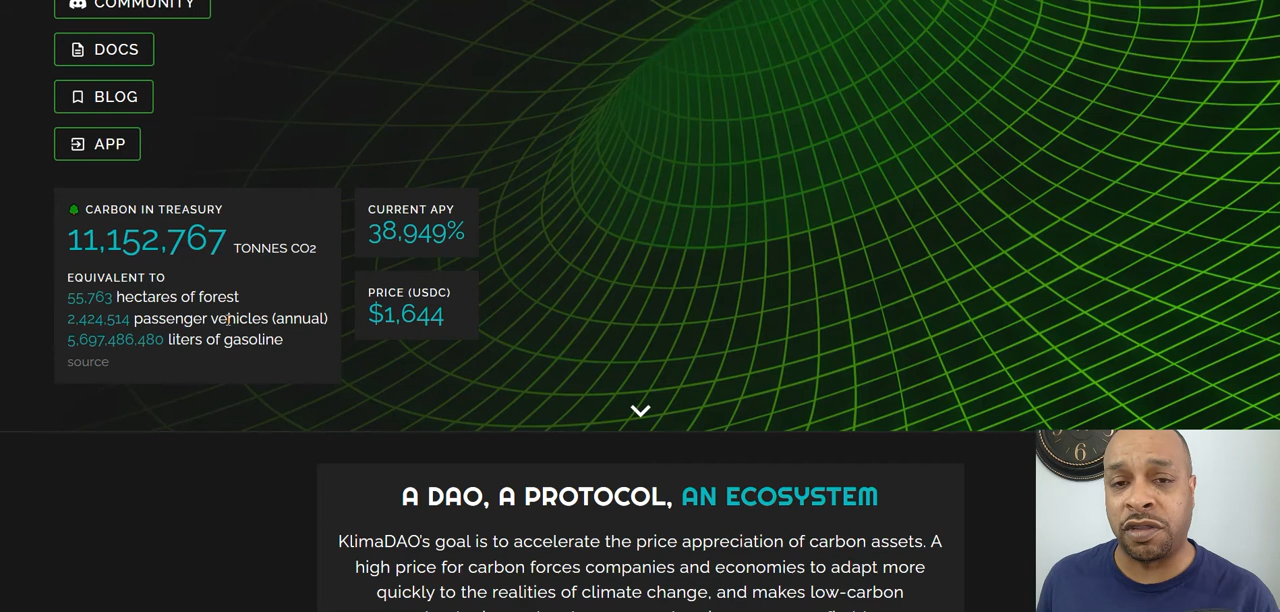 COMMUNITY
DOCS
BLOG
APP
CARBON IN TREASURY
11,152,767 TONNES CO2
EQUIVALENT TO
55,763 hectares of forest
2,424,514 passenger vehicles (annual)
5,697,486,480 liters of gasoline
source
CURRENT APY
38,949%
PRICE (USDC)
$1,644
A DAO, A PROTOCOL, AN ECOSYSTEM
KlimaDAO's goal is to accelerate the price appreciation of carbon assets. A
high price for carbon forces companies and economies to adapt more
quickly to the realities of climate change, and makes low-carbon
6